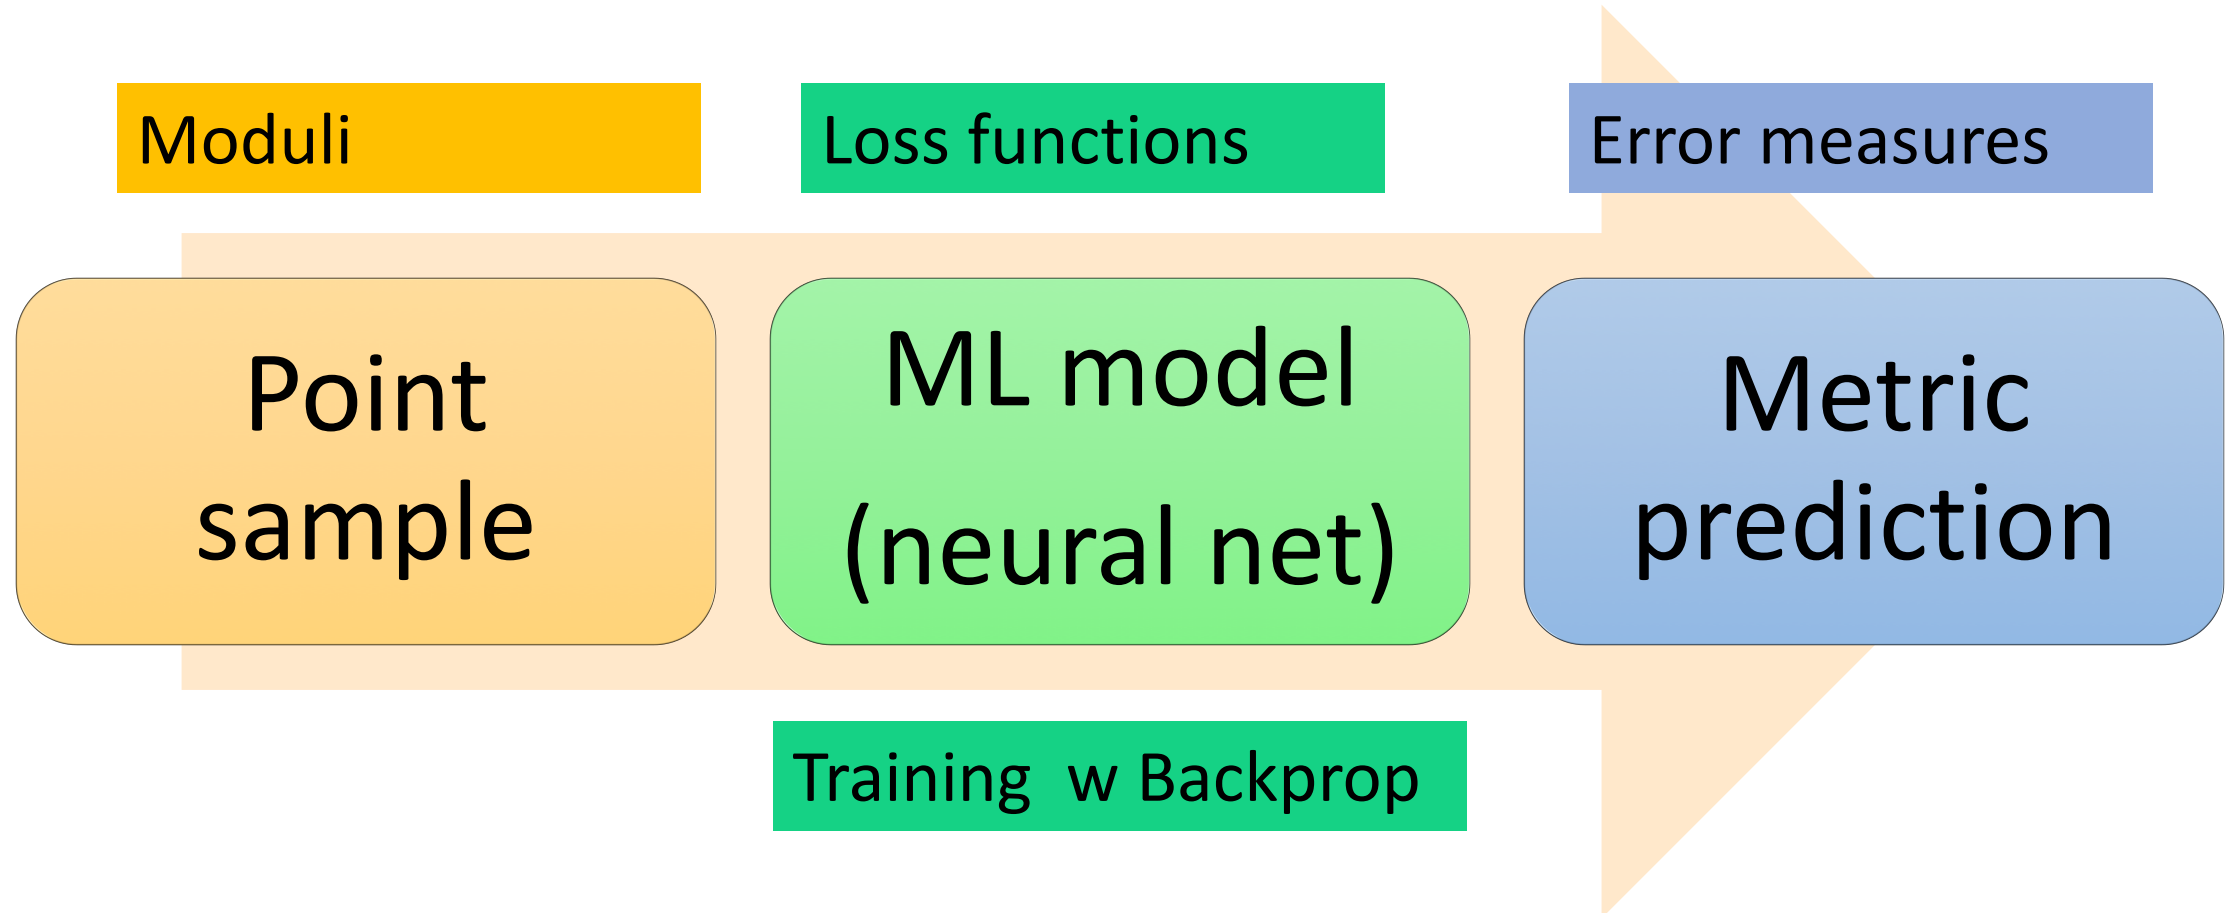 Moduli
Loss functions
Error measures
Point
sample
ML model
(neural net)
Metric
prediction
Training  w Backprop